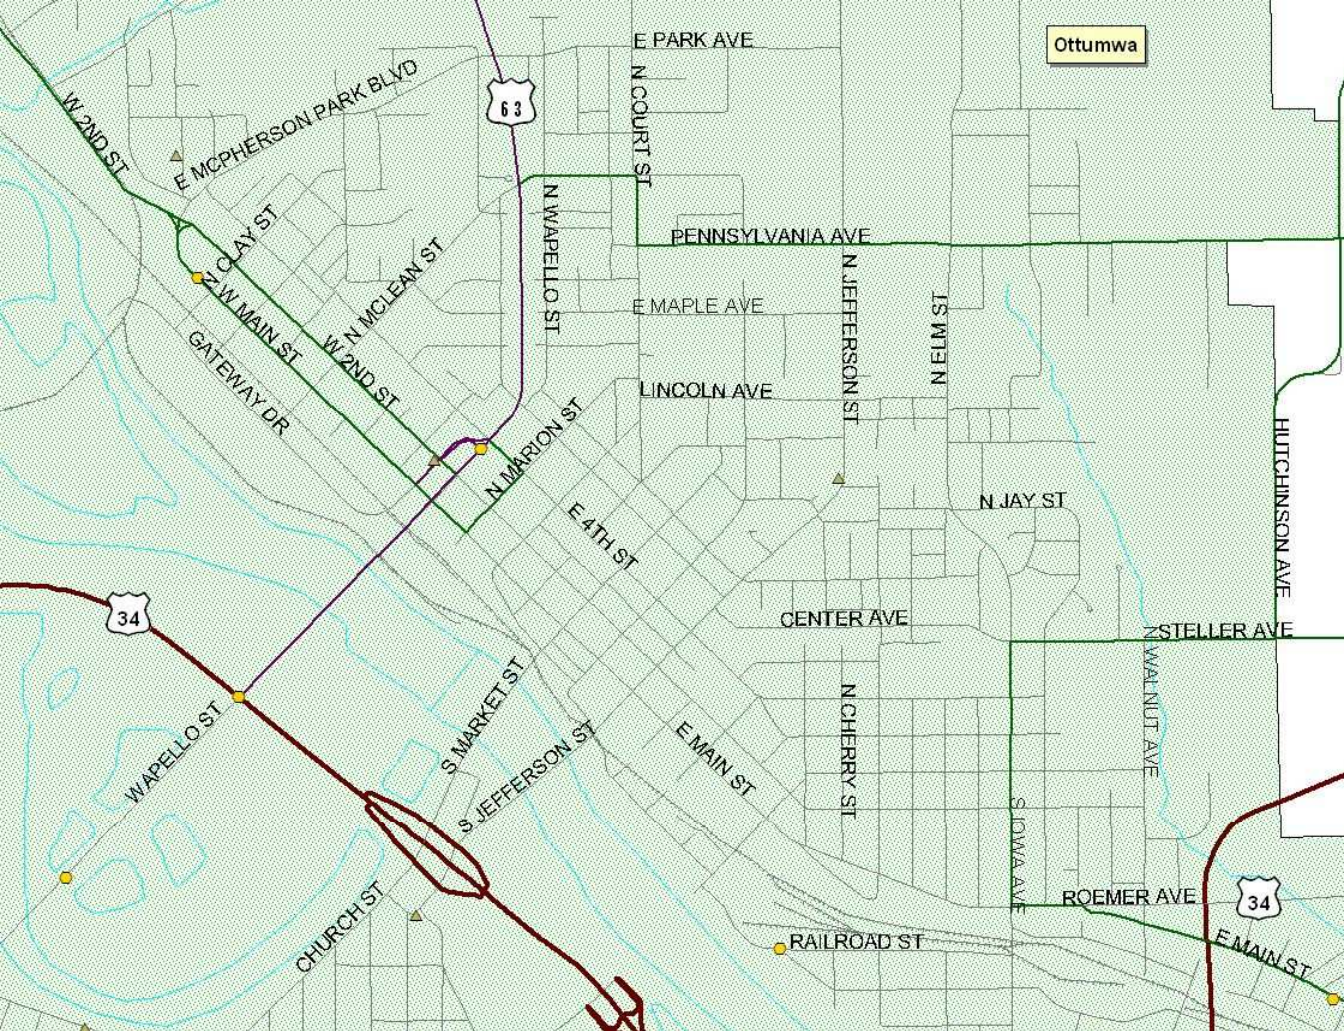 E PARK AVE
Ottumwa
N COURT ST
63
W 2ND ST
E MCPHERSON PARK BLVD
N CLAY ST
N MCLEAN ST
N WAPELLO ST
PENNSYLVANIA AVE
N W MAIN ST
GATEWAY DR
W 2ND ST
E MAPLE AVE
N JEFFERSON ST
N ELM ST
LINCOLN AVE
N MARION ST
HUTCHINSON AVE
N JAY ST
E 4TH ST
34
CENTER AVE
STELLER AVE
N WALNUT AVE
WAPELLO ST
S MARKET ST
S JEFFERSON ST
E MAIN ST
N CHERRY ST
S IOWA AVE
ROEMER AVE
34
CHURCH ST
RAILROAD ST
E MAIN ST